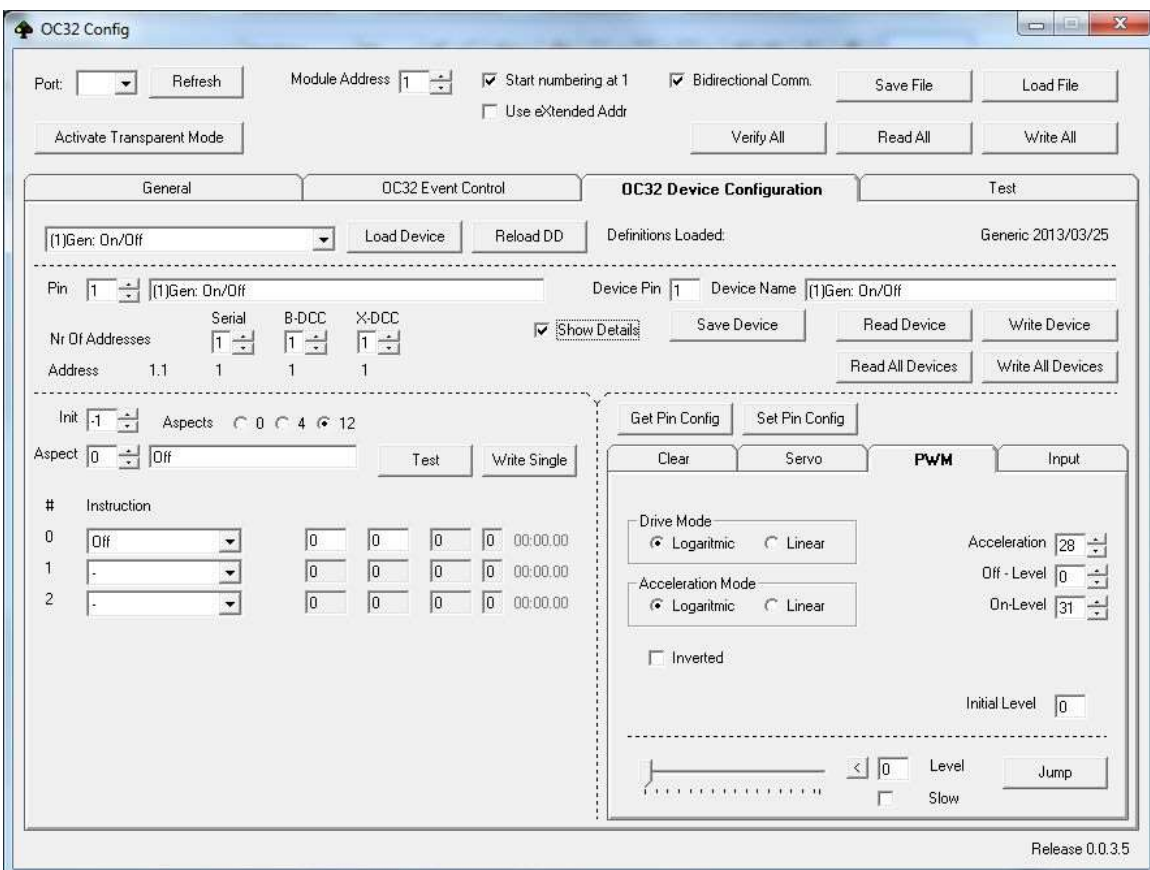 OC32 Config
Port: Refresh Module Address 1 Start numbering at 1 Bidirectional Comm. Save File Load File
Use eXtended Addr
Activate Transparent Mode Verify All Read All Write All
General OC32 Event Control OC32 Device Configuration Test
(1)Gen: On/Off Load Device Reload DD Definitions Loaded: Generic 2013/03/25
Pin 1 (1)Gen: On/Off Device Pin 1 Device Name (1)Gen: On/Off
Serial B-DCC X-DCC
Nr Of Addresses 1 1 1 Show Details Save Device Read Device Write Device
Address 1.1 1 1 1 Read All Devices Write All Devices
Init -1 Aspects 0 4 12 Get Pin Config Set Pin Config
Aspect 0 Off Test Write Single
Clear Servo PWM Input
# Instruction
0 Off 0 0 0 0 00:00.00
1 - 0 0 0 0 00:00.00
2 - 0 0 0 0 00:00.00
Drive Mode
Logaritmic Linear
Acceleration 28
Off - Level 0
Acceleration Mode
Logaritmic Linear
On-Level 31
Inverted
Initial Level 0
< 0 Level Jump
Slow
Release 0.0.3.5